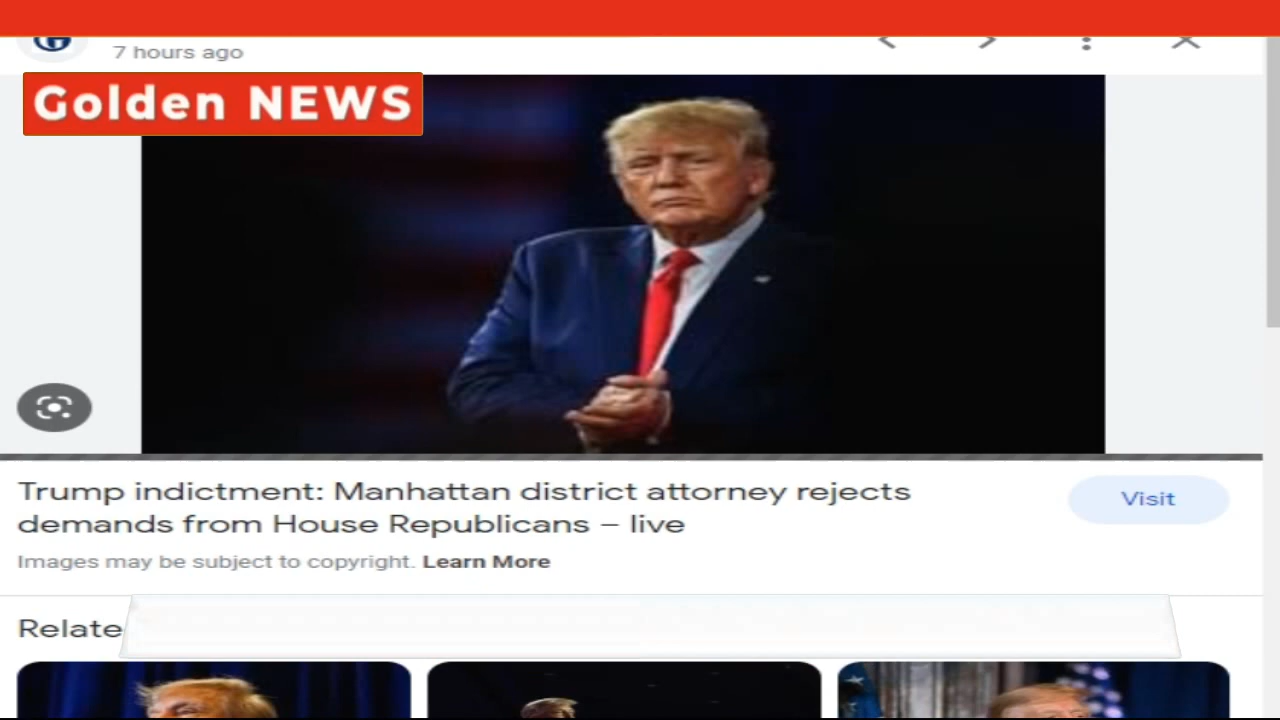 7 hours ago
Golden NEWS
Trump indictment: Manhattan district attorney rejects
demands from House Republicans – live
Visit
Images may be subject to copyright. Learn More
Relate